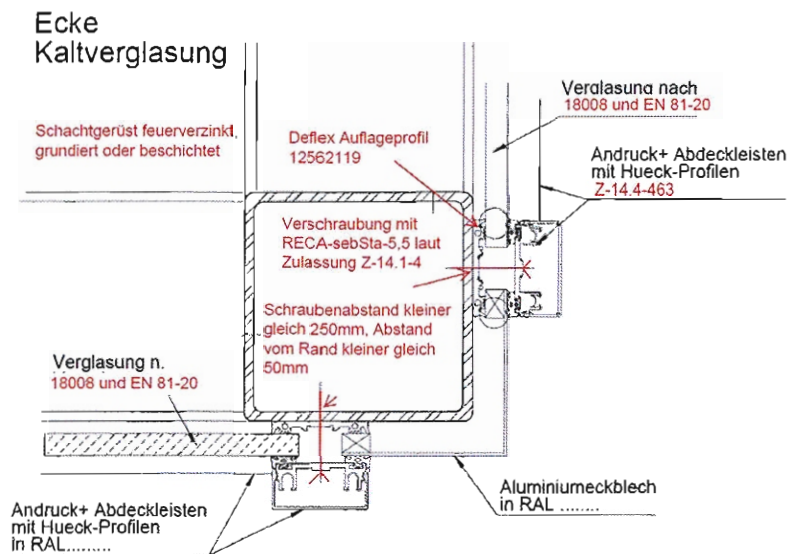 Ecke
Kaltverglasung
Schachtgerüst feuerverzinkt,
grundiert oder beschichtet
Deflex Auflageprofil
12562119
Verglasung nach
18008 und EN 81-20
Andruck+ Abdeckleisten
mit Hueck-Profilen
Z-14.4-463
Verschraubung mit
RECA-sebSta-5,5 laut
Zulassung Z-14.1-4
Schraubenabstand kleiner
gleich 250mm, Abstand
vom Rand kleiner gleich
50mm
Verglasung n.
18008 und EN 81-20
Andruck+ Abdeckleisten
mit Hueck-Profilen
in RAL.........
Aluminiumeckblech
in RAL ........